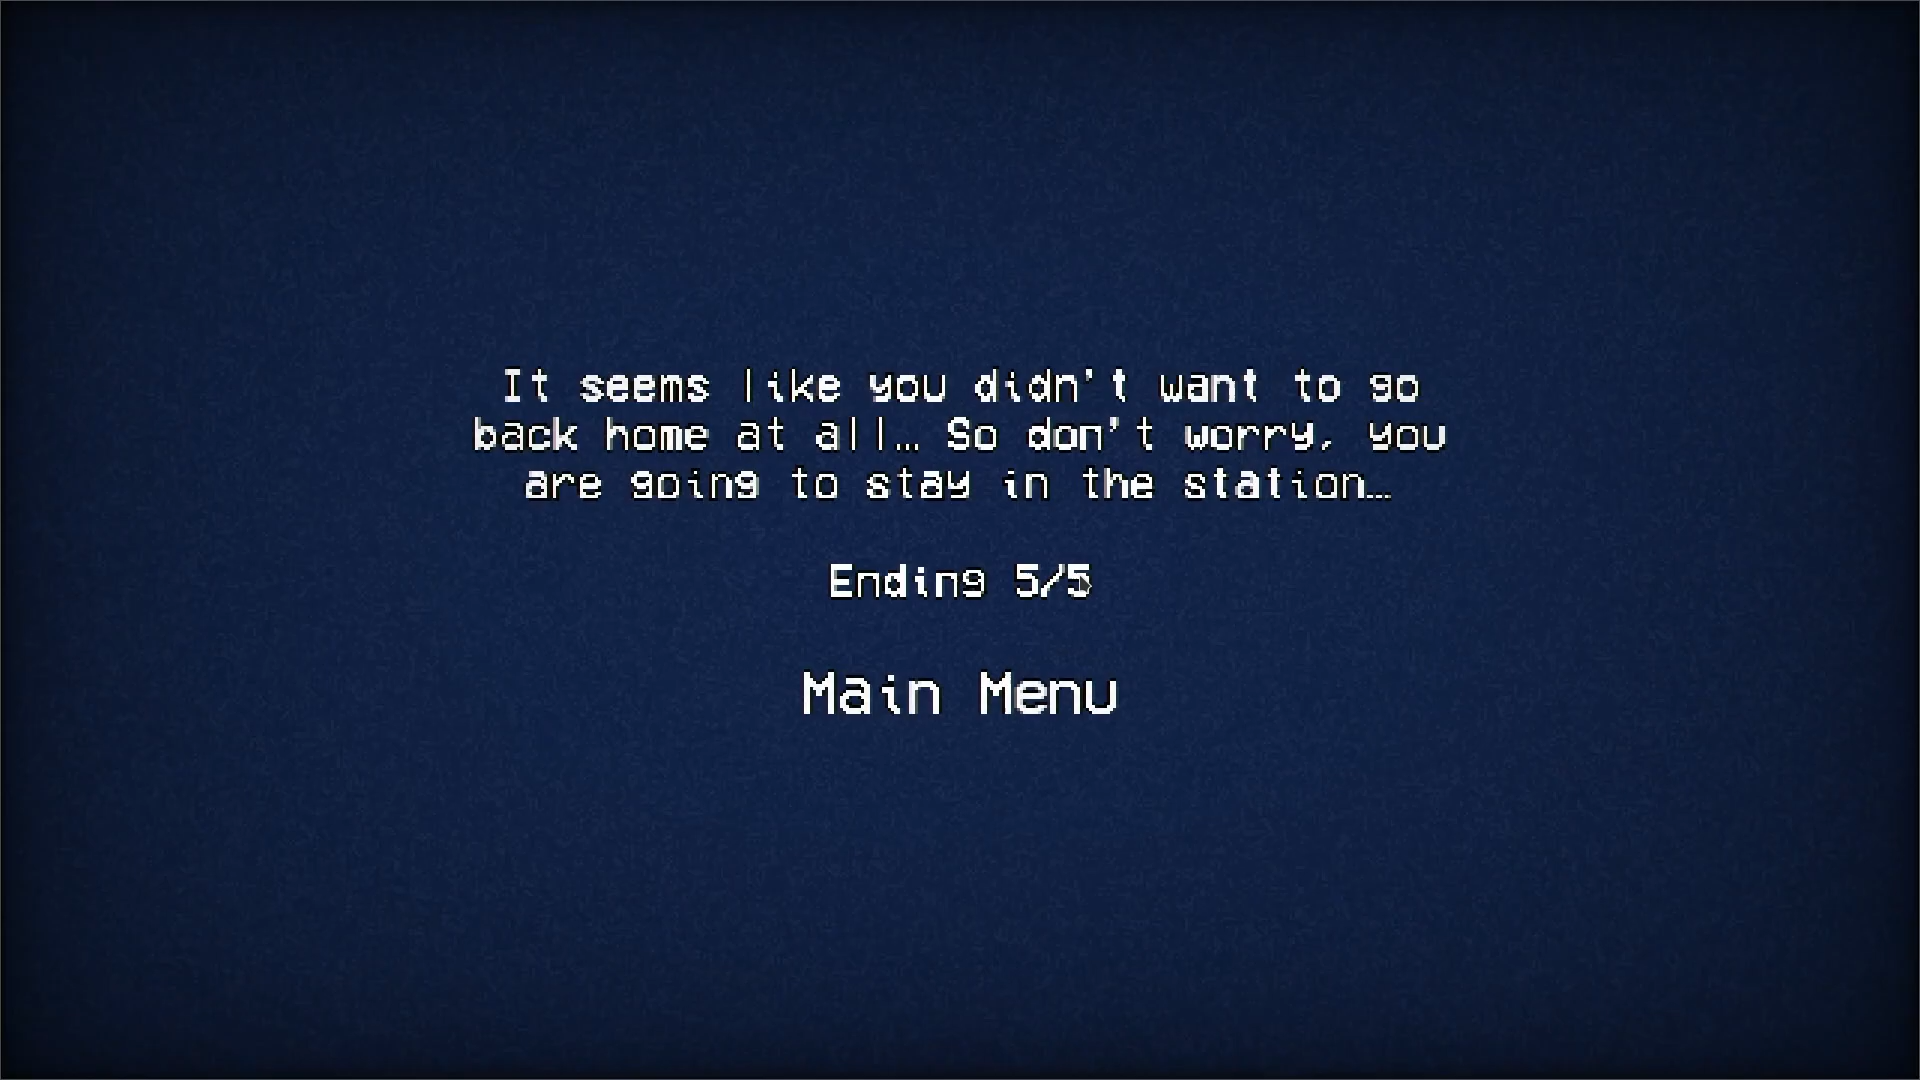 It seems like you didn't want to go
back home at all… So don't worry, you
are going to stay in the station…
Ending 5/5
Main Menu